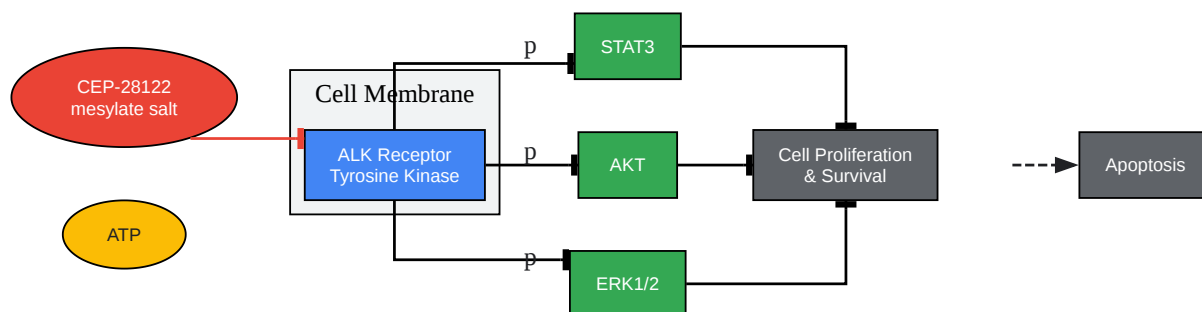 CEP-28122
mesylate salt
ATP
Cell Membrane
ALK Receptor
Tyrosine Kinase
p
p
p
STAT3
AKT
ERK1/2
Cell Proliferation
& Survival
Apoptosis